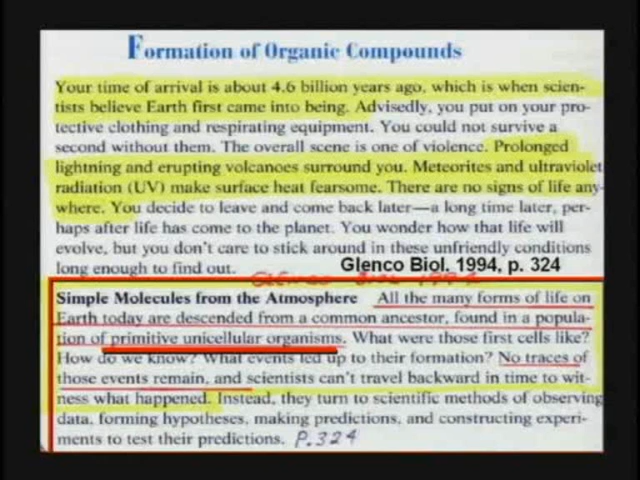 Formation of Organic Compounds
Your time of arrival is about 4.6 billion years ago, which is when scien-
tists believe Earth first came into being. Advisedly, you put on your pro-
tective clothing and respirating equipment. You could not survive a
second without them. The overall scene is one of violence. Prolonged
lightning and erupting volcanoes surround you. Meteorites and ultraviolet
radiation (UV) make surface heat fearsome. There are no signs of life any-
where. You decide to leave and come back later—a long time later, per-
haps after life has come to the planet. You wonder how that life will
evolve, but you don't care to stick around in these unfriendly conditions
long enough to find out.
Glenco Biol. 1994, p. 324
Simple Molecules from the Atmosphere All the many forms of life on
Earth today are descended from a common ancestor, found in a popula-
tion of primitive unicellular organisms. What were those first cells like?
How do we know? What events led up to their formation? No traces of
those events remain, and scientists can't travel backward in time to wit-
ness what happened. Instead, they turn to scientific methods of observing
data, forming hypotheses, making predictions, and constructing experi-
ments to test their predictions. P.324